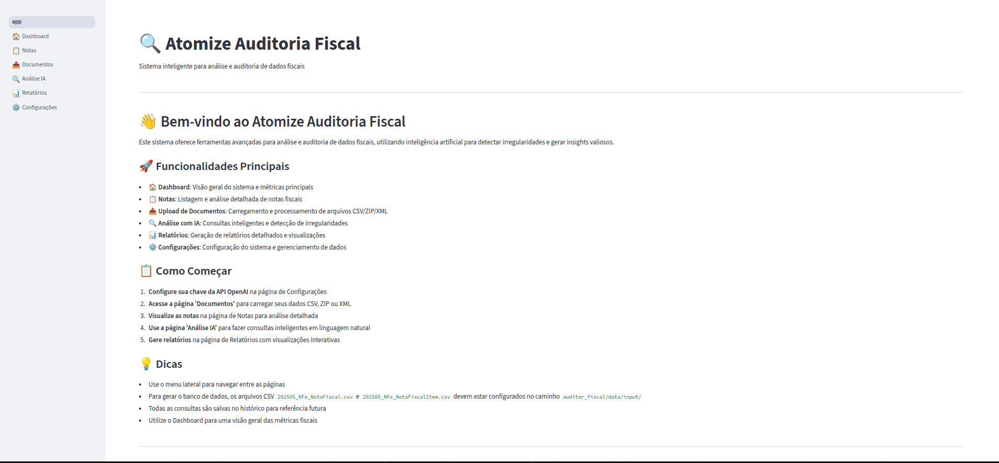 app
Dashboard
Notas
Documentos
Análise IA
Relatórios
Configurações
Atomize Auditoria Fiscal
Sistema inteligente para análise e auditoria de dados fiscais
Bem-vindo ao Atomize Auditoria Fiscal
Este sistema oferece ferramentas avançadas para análise e auditoria de dados fiscais, utilizando inteligência artificial para detectar irregularidades e gerar insights valiosos.
Funcionalidades Principais
• Dashboard: Visão geral do sistema e métricas principais
• Notas: Listagem e análise detalhada de notas fiscais
• Upload de Documentos: Carregamento e processamento de arquivos CSV/ZIP/XML
• Análise com IA: Consultas inteligentes e detecção de irregularidades
• Relatórios: Geração de relatórios detalhados e visualizações
• Configurações: Configuração do sistema e gerenciamento de dados
Como Começar
1. Configure sua chave da API OpenAI na página de Configurações
2. Acesse a página 'Documentos' para carregar seus dados CSV, ZIP ou XML
3. Visualize as notas na página de Notas para análise detalhada
4. Use a página 'Análise IA' para fazer consultas inteligentes em linguagem natural
5. Gere relatórios na página de Relatórios com visualizações interativas
Dicas
• Use o menu lateral para navegar entre as páginas
• Para gerar o banco de dados, os arquivos CSV 202505_NFe_NotaFiscal.csv e 202505_NFe_NotaFiscalItem.csv devem estar configurados no caminho auditor_fiscal/data/input/
• Todas as consultas são salvas no histórico para referência futura
• Utilize o Dashboard para uma visão geral das métricas fiscais